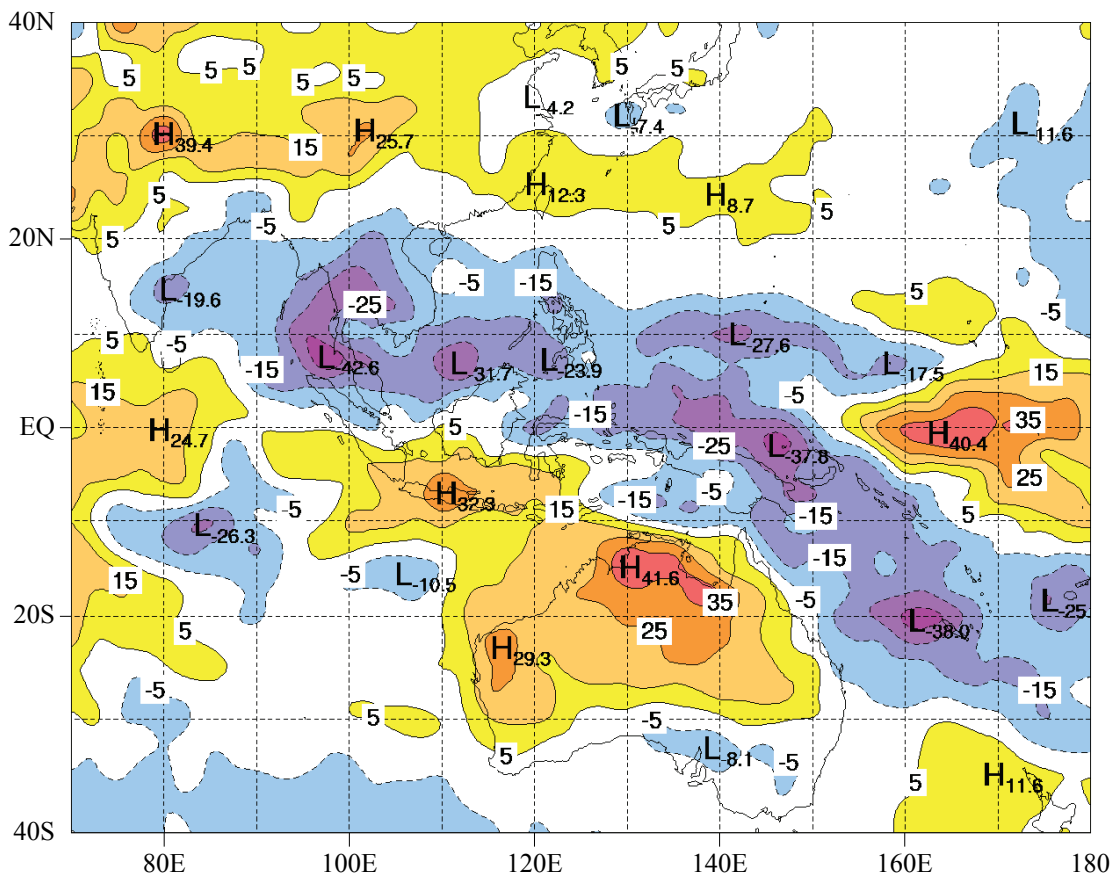 40N
5 5 5 5 5 5 5
L-4.2
L-7.4
L-11.6
H39.4
H25.7
15
H12.3
H8.7
5 5 5 5
20N
-5
L-19.6
-25
-5
-15
5
-5
L-27.6
5 -5
L-42.6
L-31.7
L-23.9
L-17.5
-15
15
15
-5
EQ
H24.7
5
-15
-25
L-37.8
H40.4
35
25
H32.3
-15
-5
-5
15
-15
5
L-26.3
-15
15
-5
L-10.5
H41.6
35
-5
L-25
20S
5
25
L-38.0
H29.3
-5
-15
5
-5
5
L-8.1
-5
5
H11.6
40S
80E 100E 120E 140E 160E 180